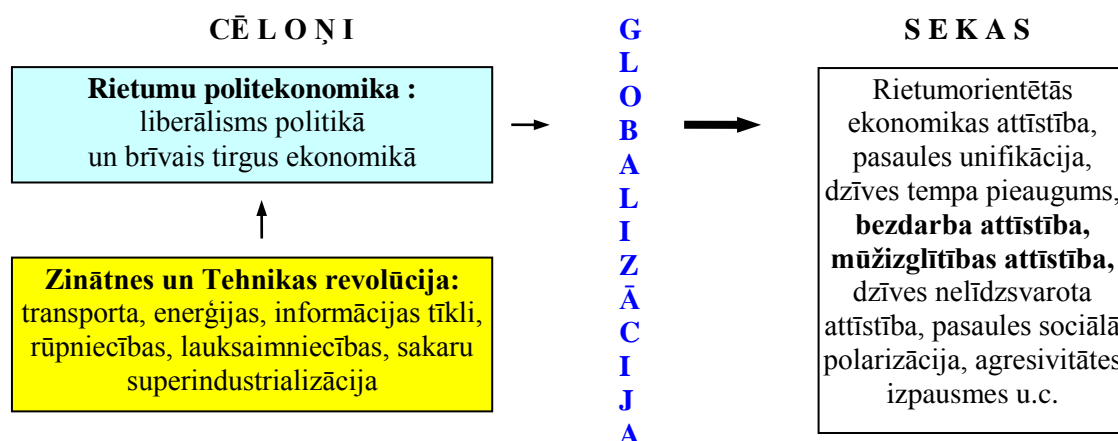 CĒLOŅI
Rietumu politekonomika :
liberālisms politikā
un brīvais tirgus ekonomikā
Zinātnes un Tehnikas revolūcija:
transporta, enerģijas, informācijas tīkli,
rūpniecības, lauksaimniecības, sakaru
superindustrializācija
G
L
O
B
A
L
I
Z
Ā
C
I
J
A
SEKAS
Rietumorientētās
ekonomikas attīstība,
pasaules unifikācija,
dzīves tempa pieaugums,
bezdarba attīstība,
mūžizglītības attīstība,
dzīves nelīdzsvarota
attīstība, pasaules sociālā
polarizācija, agresivitātes
izpausmes u.c.